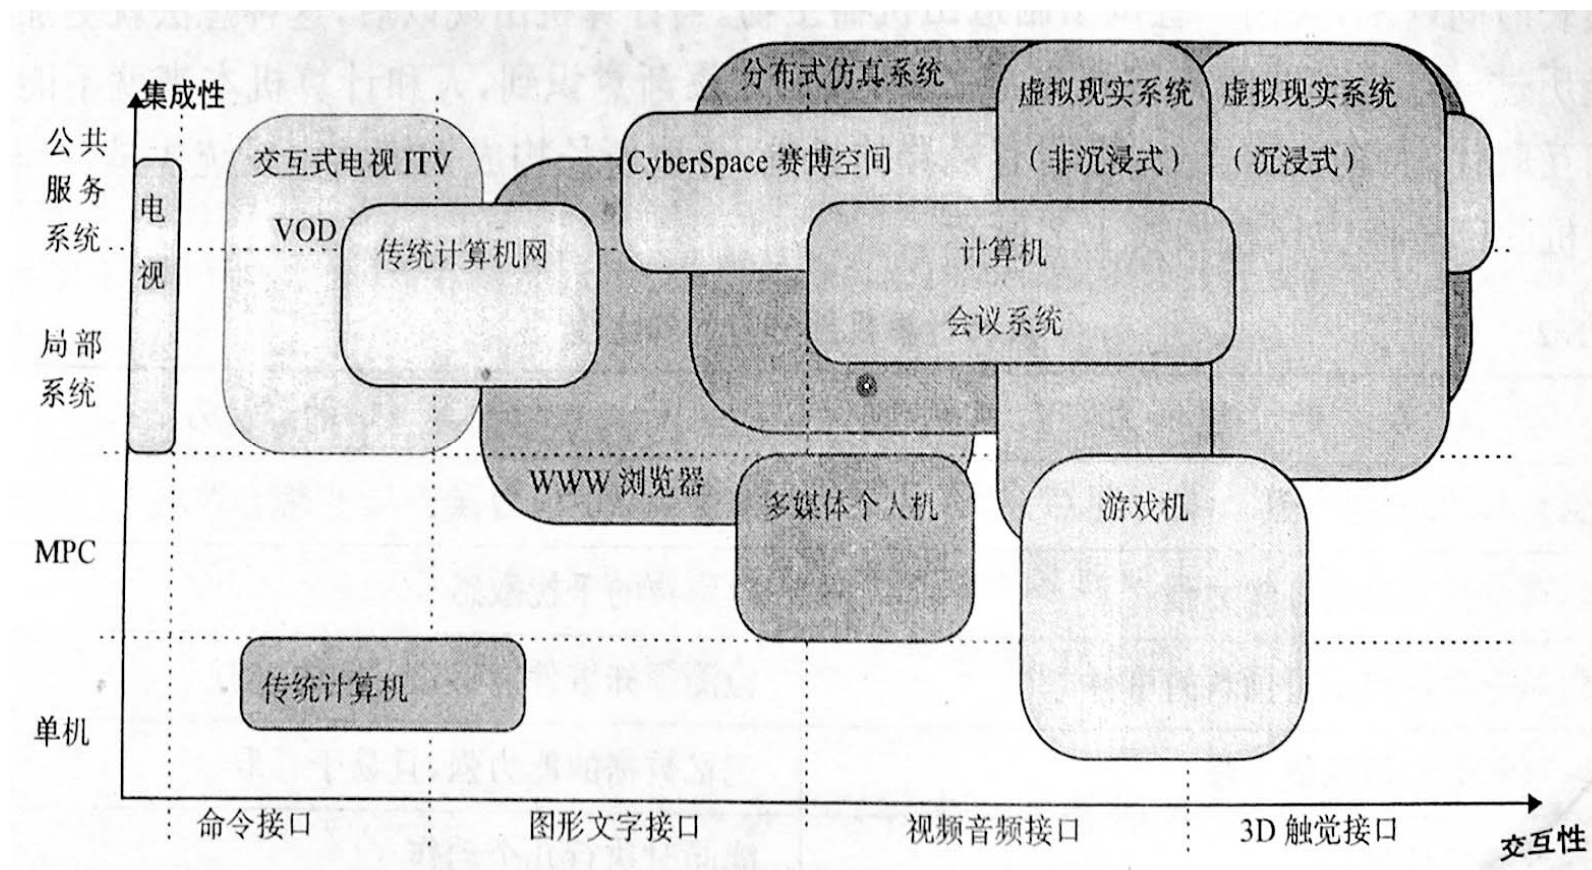 集成性
公共
服务
系统
局部
系统
MPC
单机
电
视
交互式电视 ITV
VOD
传统计算机网
分布式仿真系统
CyberSpace 赛博空间
虚拟现实系统
(非沉浸式)
虚拟现实系统
(沉浸式)
计算机
会议系统
WWW 浏览器
多媒体个人机
游戏机
传统计算机
命令接口
图形文字接口
视频音频接口
3D 触觉接口
交互性